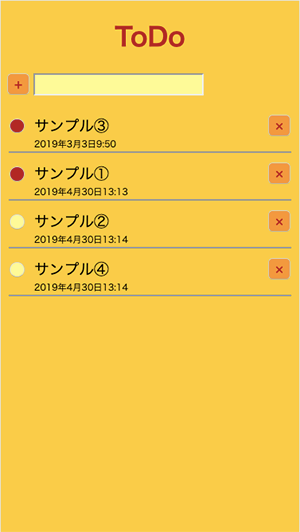 ToDo
+
サンプル③
×
2019年3月3日9:50
サンプル①
×
2019年4月30日13:13
サンプル②
×
2019年4月30日13:14
サンプル④
×
2019年4月30日13:14